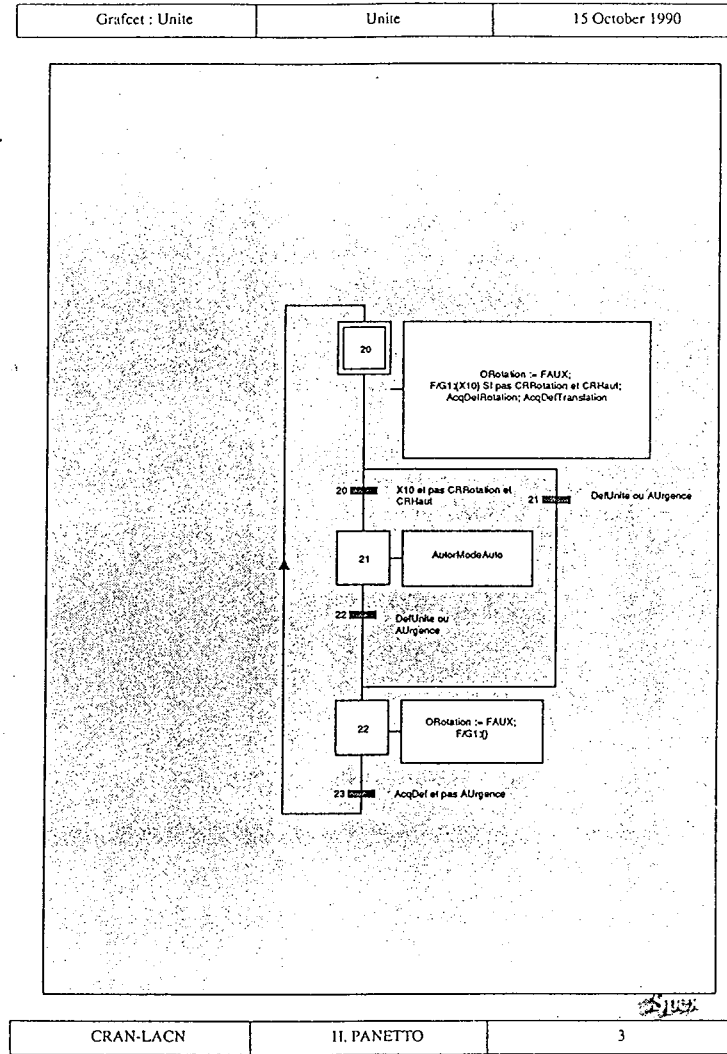 Grafcet : Unite
Unite
15 October 1990
20
ORotation := FAUX;
F/G1:{X10} SI pas CRRotation et CRHaut;
AcqDefRotation; AcqDefTranslation
20
X10 et pas CRRotation et
CRHaut
21
DefUnite ou AUrgence
21
AutorModeAuto
22
DefUnite ou
AUrgence
22
ORotation := FAUX;
F/G1:{}
23
AcqDef et pas AUrgence
CRAN-LACN
H. PANETTO
3